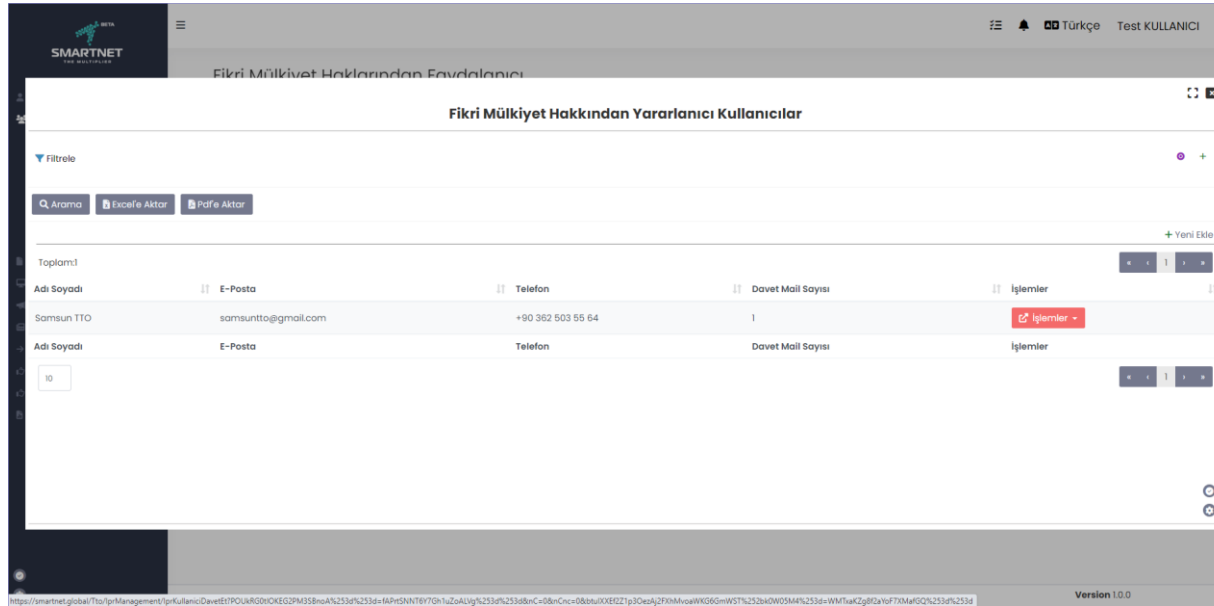 BETA
SMARTNET
THE MULTIPLIER
Türkçe Test KULLANICI
Fikri Mülkiyet Haklarından Faydalanıcı
Fikri Mülkiyet Hakkından Yararlanıcı Kullanıcılar
Filtrele
Arama Excel'e Aktar Pdf'e Aktar
+ Yeni Ekle
Toplam:1 « ‹ 1 › »
Adı Soyadı E-Posta Telefon Davet Mail Sayısı İşlemler
Samsun TTO samsuntto@gmail.com +90 362 503 55 64 1 İşlemler
Adı Soyadı E-Posta Telefon Davet Mail Sayısı İşlemler
10 « ‹ 1 › »
Version 1.0.0